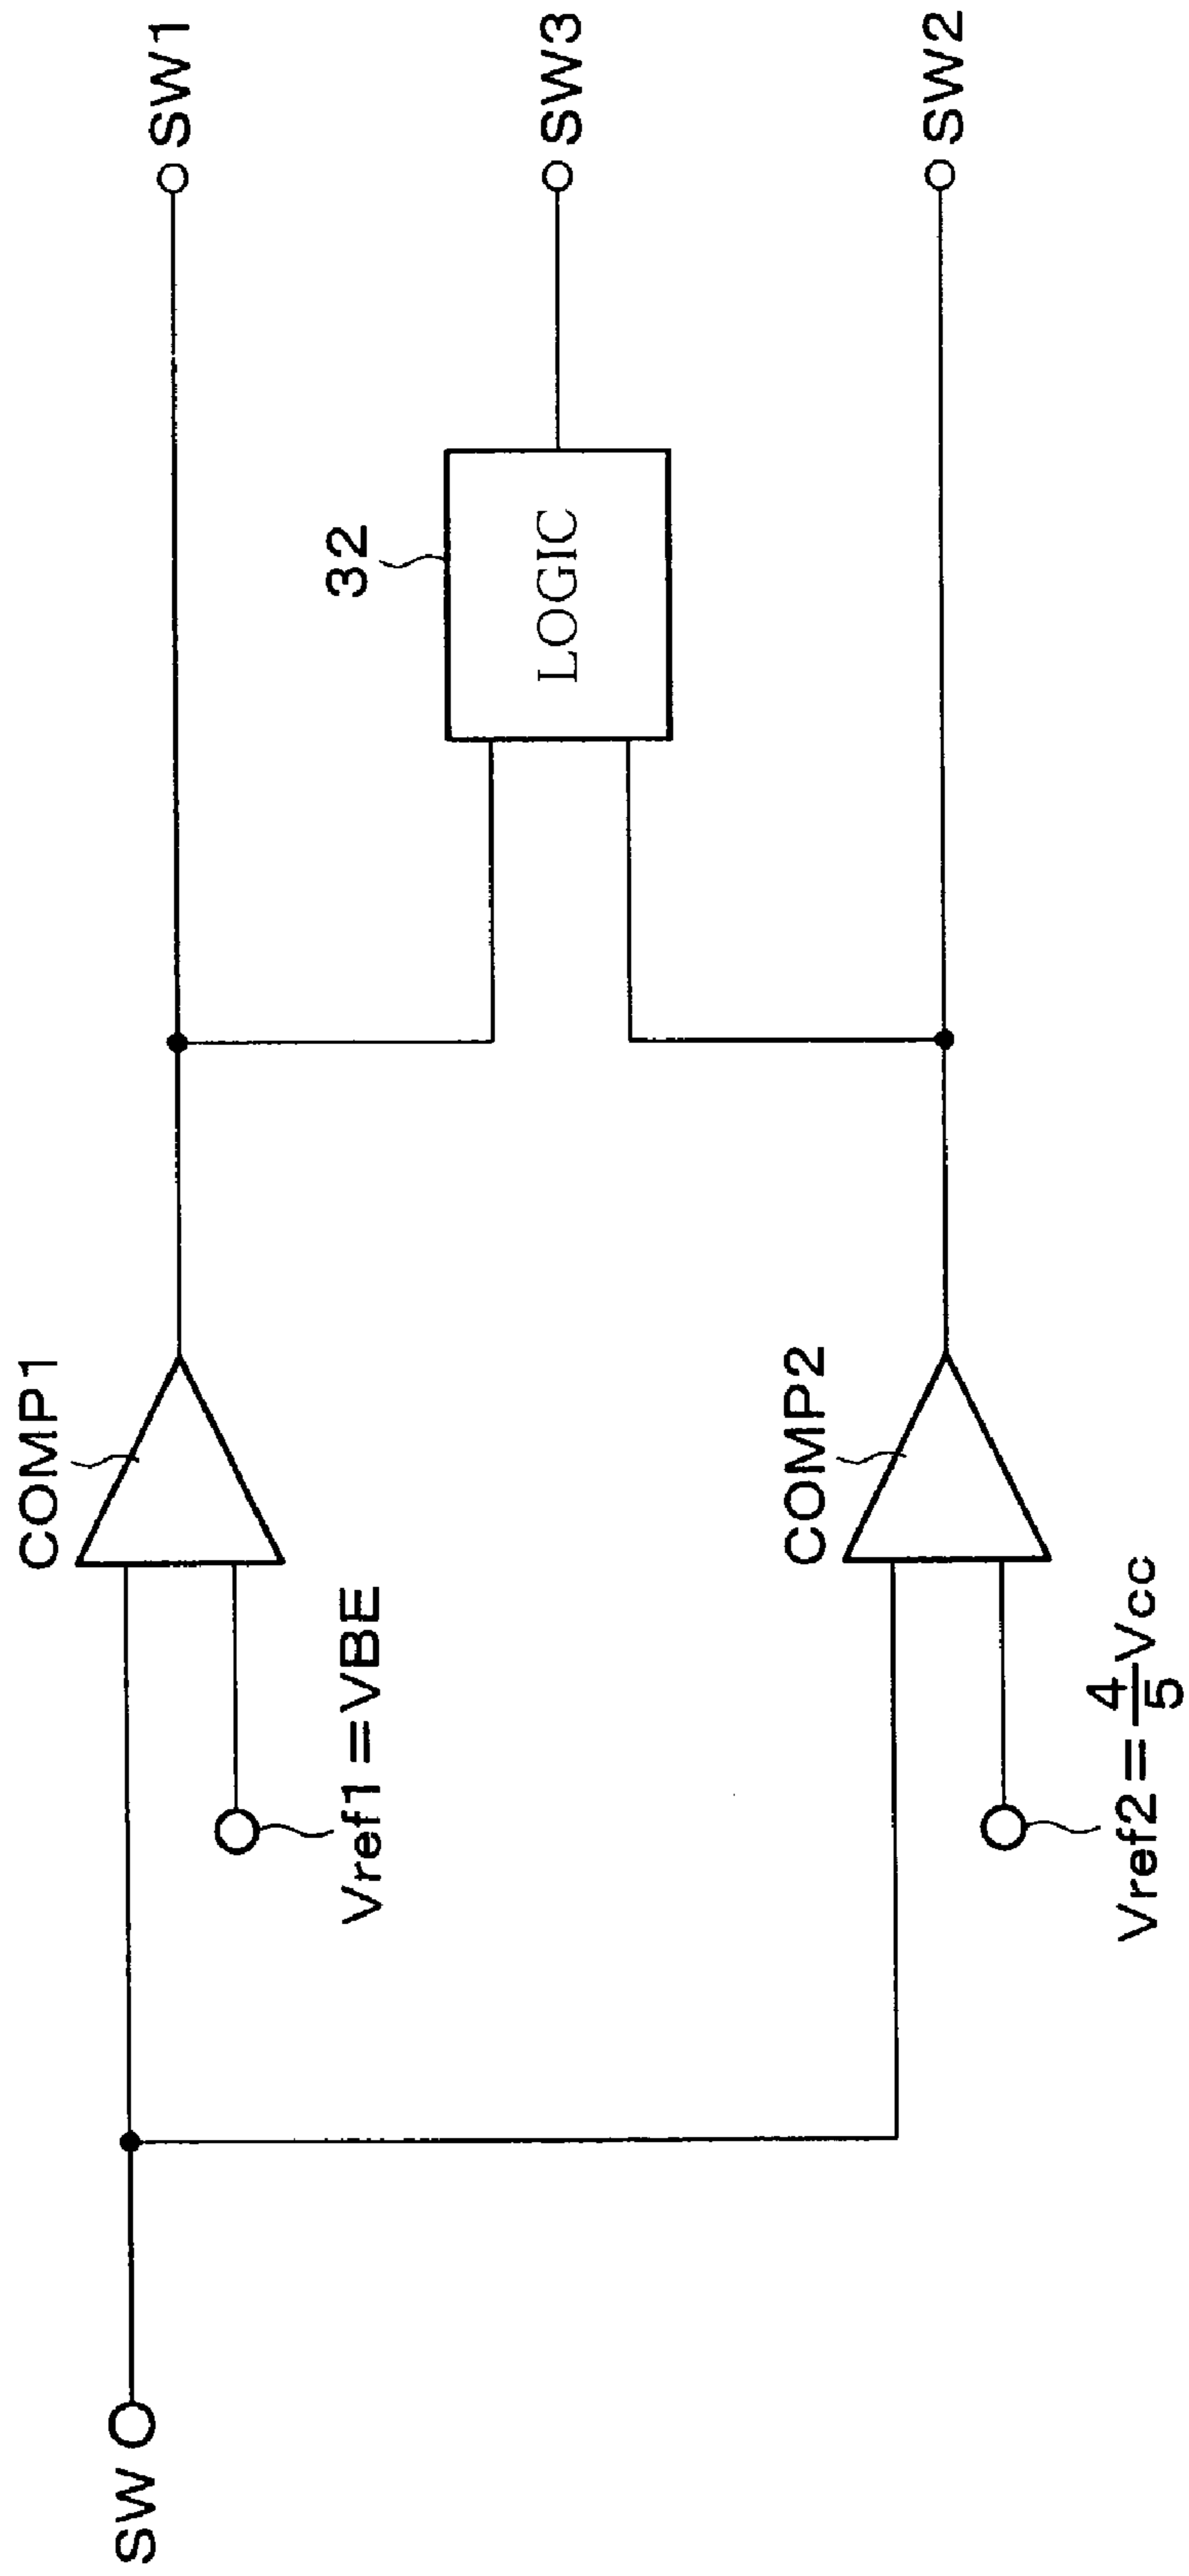 COMP1
SW1
32
SW
Vref1=VBE
LOGIC
SW3
COMP2
SW2
Vref2=4/5Vcc